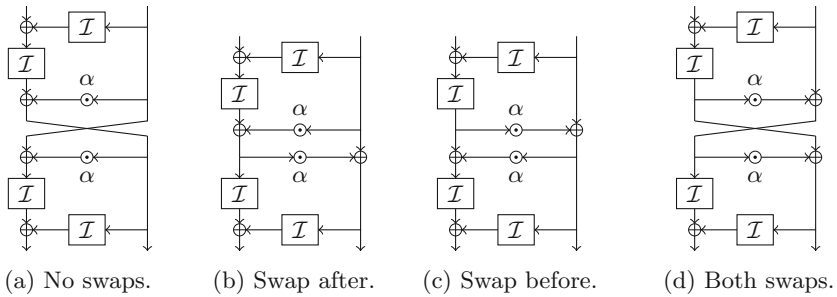 I I I I
I I I I
α α
α α
α α
α α
I I I I
I I I I
(a) No swaps. (b) Swap after. (c) Swap before. (d) Both swaps.